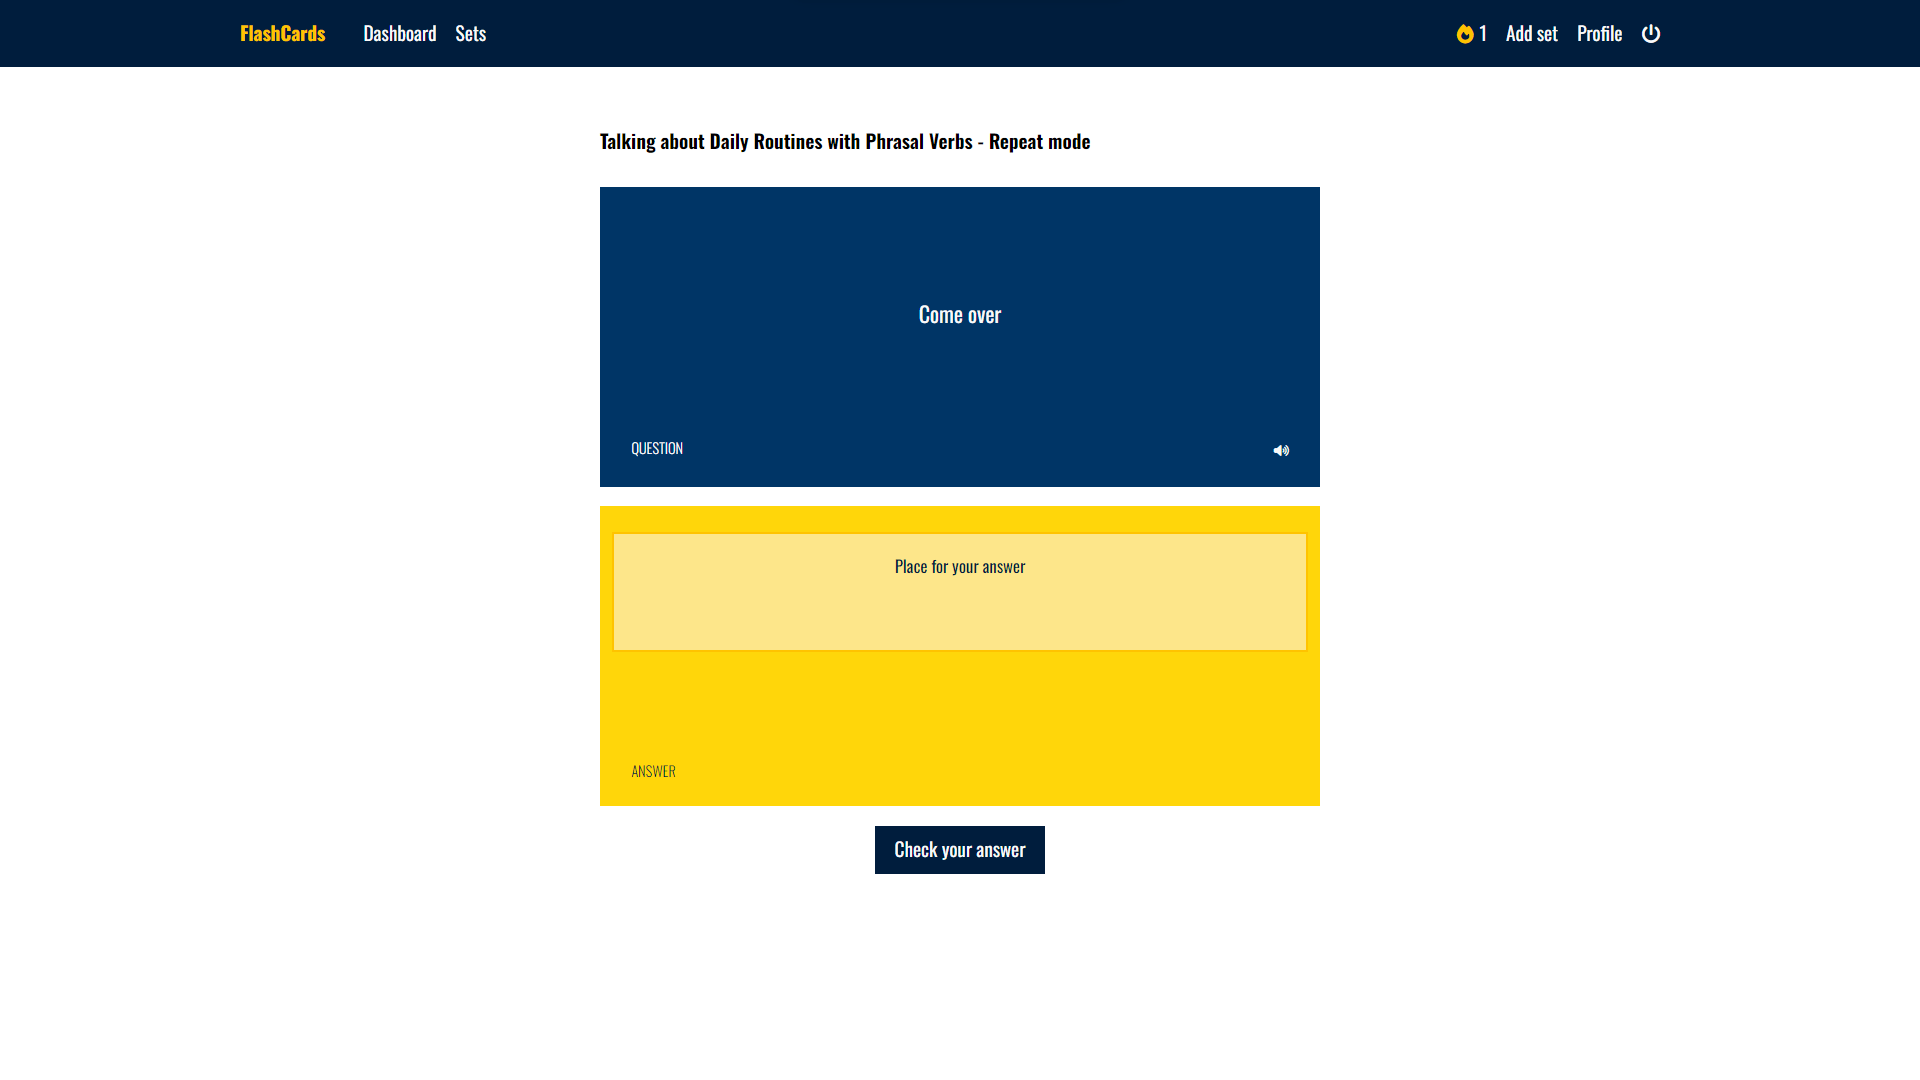 FlashCards Dashboard Sets 1 Add set Profile
Talking about Daily Routines with Phrasal Verbs - Repeat mode
Come over
QUESTION
Place for your answer
ANSWER
Check your answer